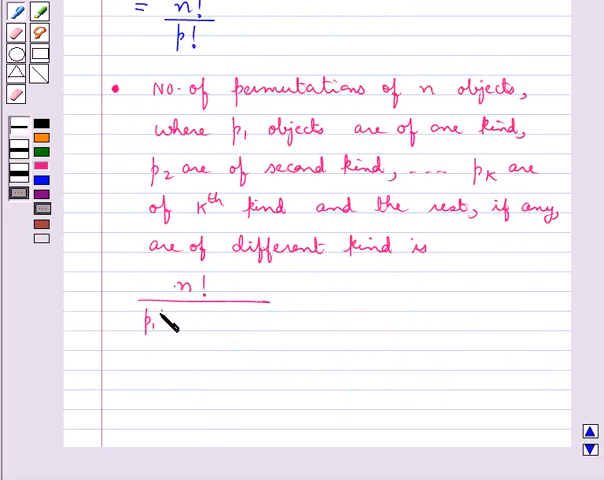 = n!
p!
• No. of permutations of n objects,
where p₁ objects are of one kind,
p₂ are of second kind, ---- pₖ are
of Kᵗʰ kind and the rest, if any,
are of different kind is
n!
p₁